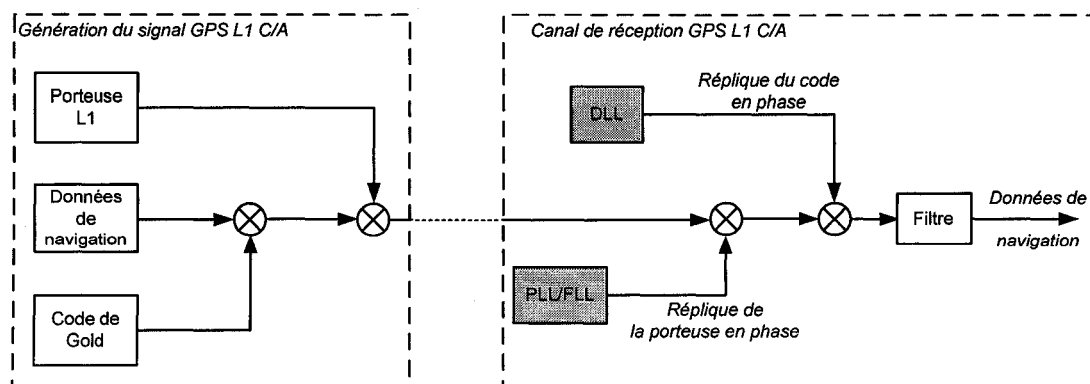 Génération du signal GPS L1 C/A
Porteuse
L1
Données
de
navigation
Code de
Gold
Canal de réception GPS L1 C/A
DLL
Réplique du code
en phase
PLL/FLL
Réplique de
la porteuse en phase
Filtre
Données de
navigation